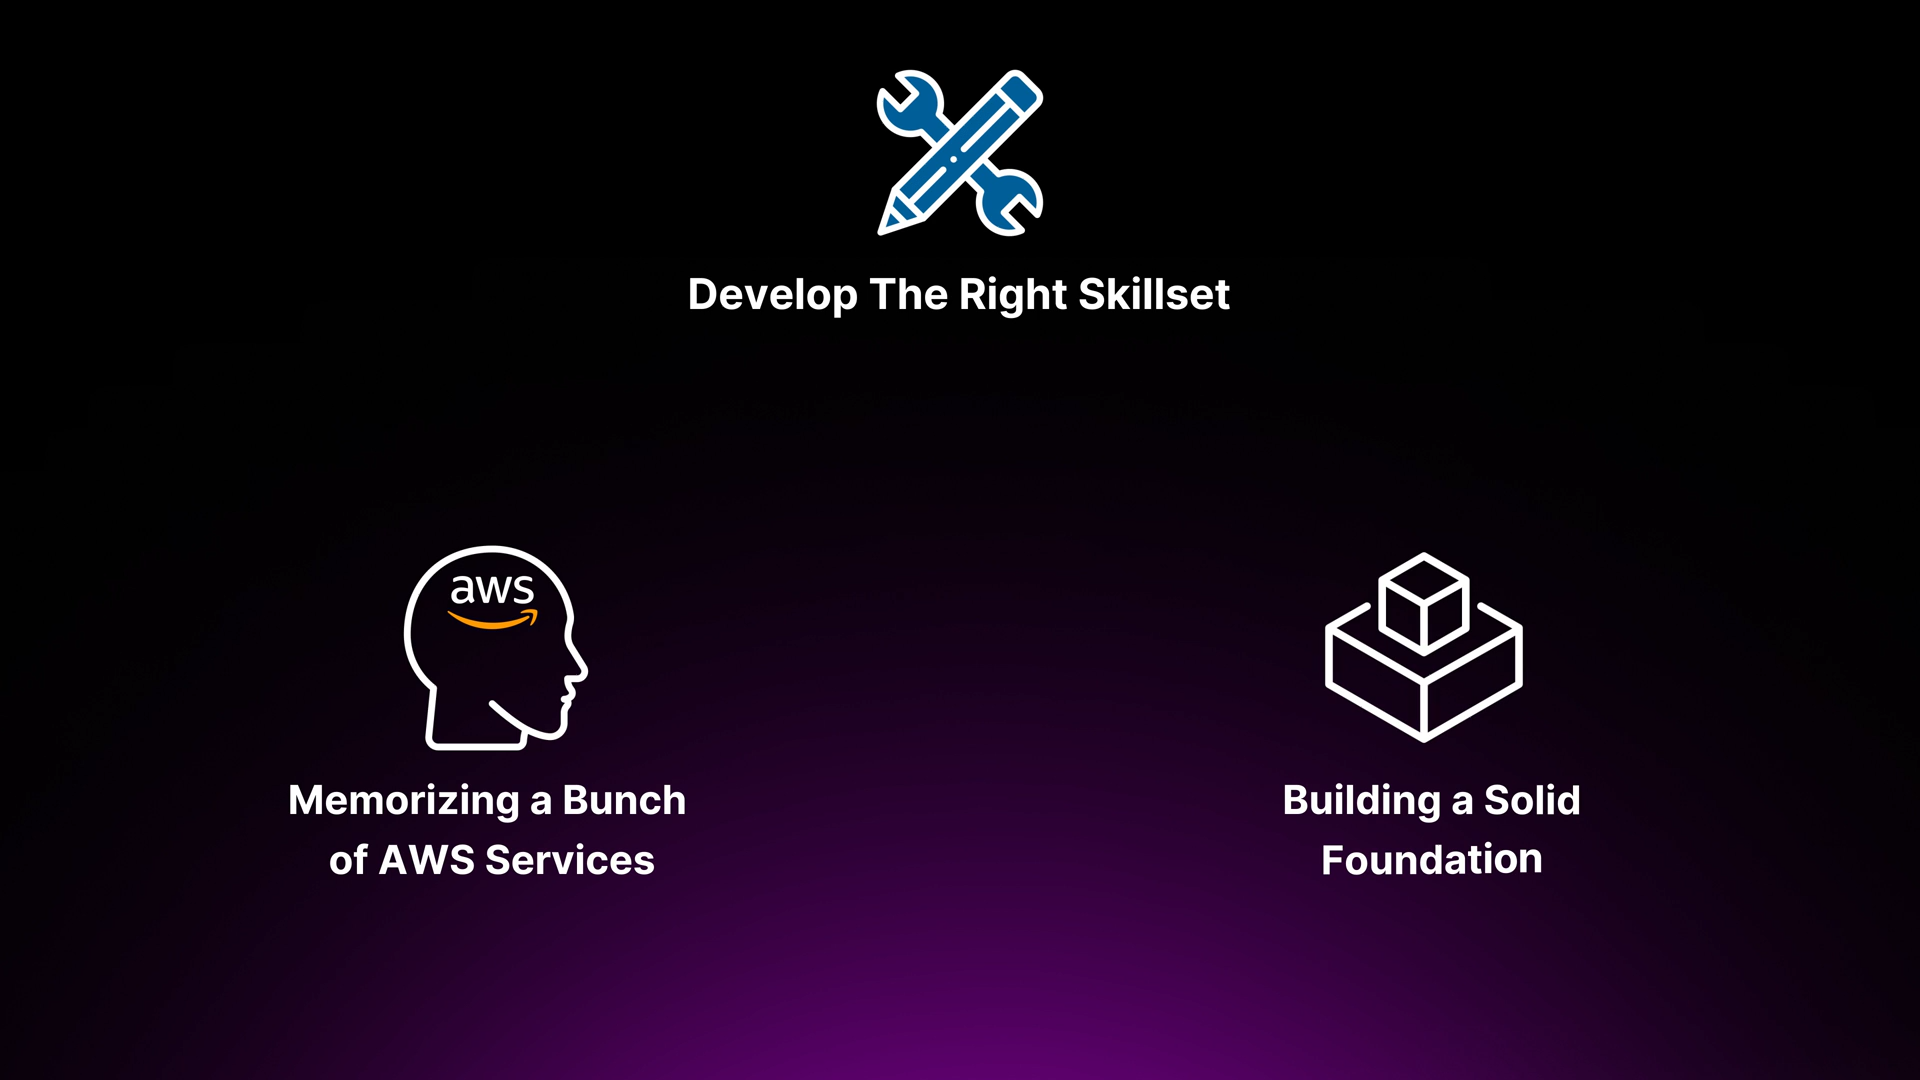 Develop The Right Skillset
aws
Memorizing a Bunch
of AWS Services
Building a Solid
Foundation